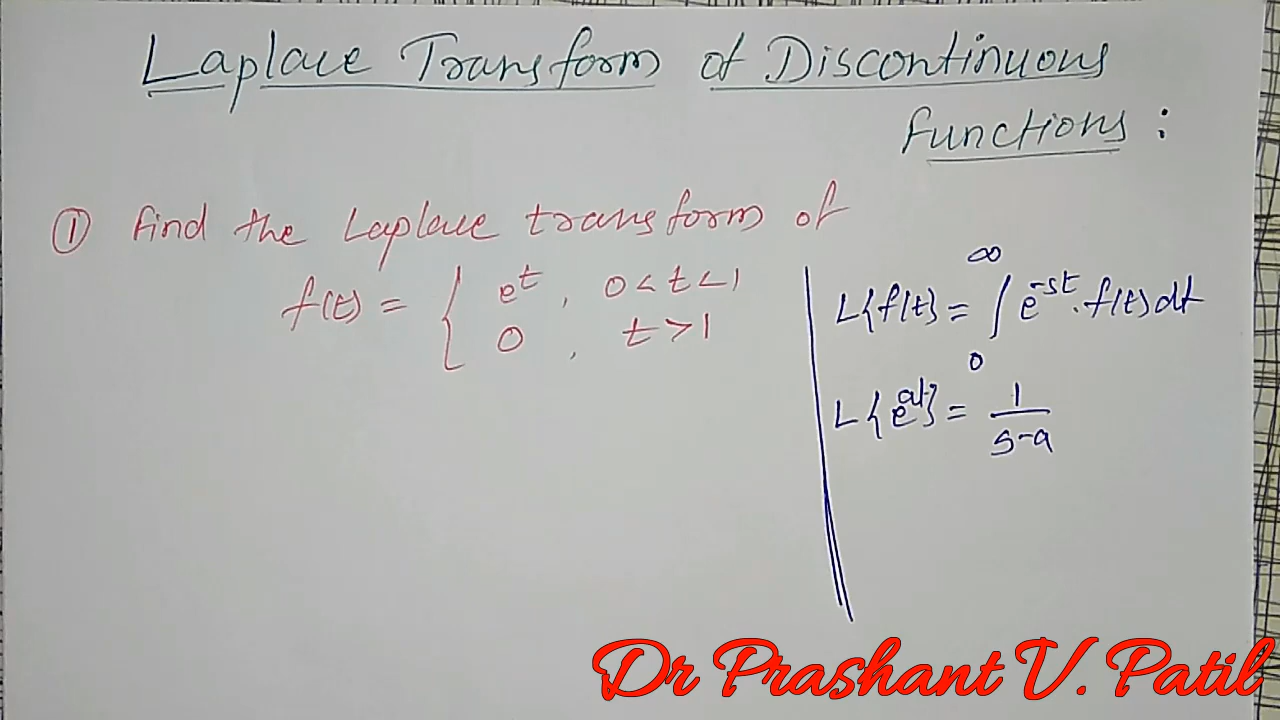 Laplace Transform of Discontinuous
functions :
① Find the Laplace transform of
f(t) = { e^t , 0 < t < 1
0 , t > 1
L{f(t)} = ∫_0^∞ e^{-st} . f(t) dt
L{e^{at}} = 1/(s-a)
Dr Prashant V. Patil